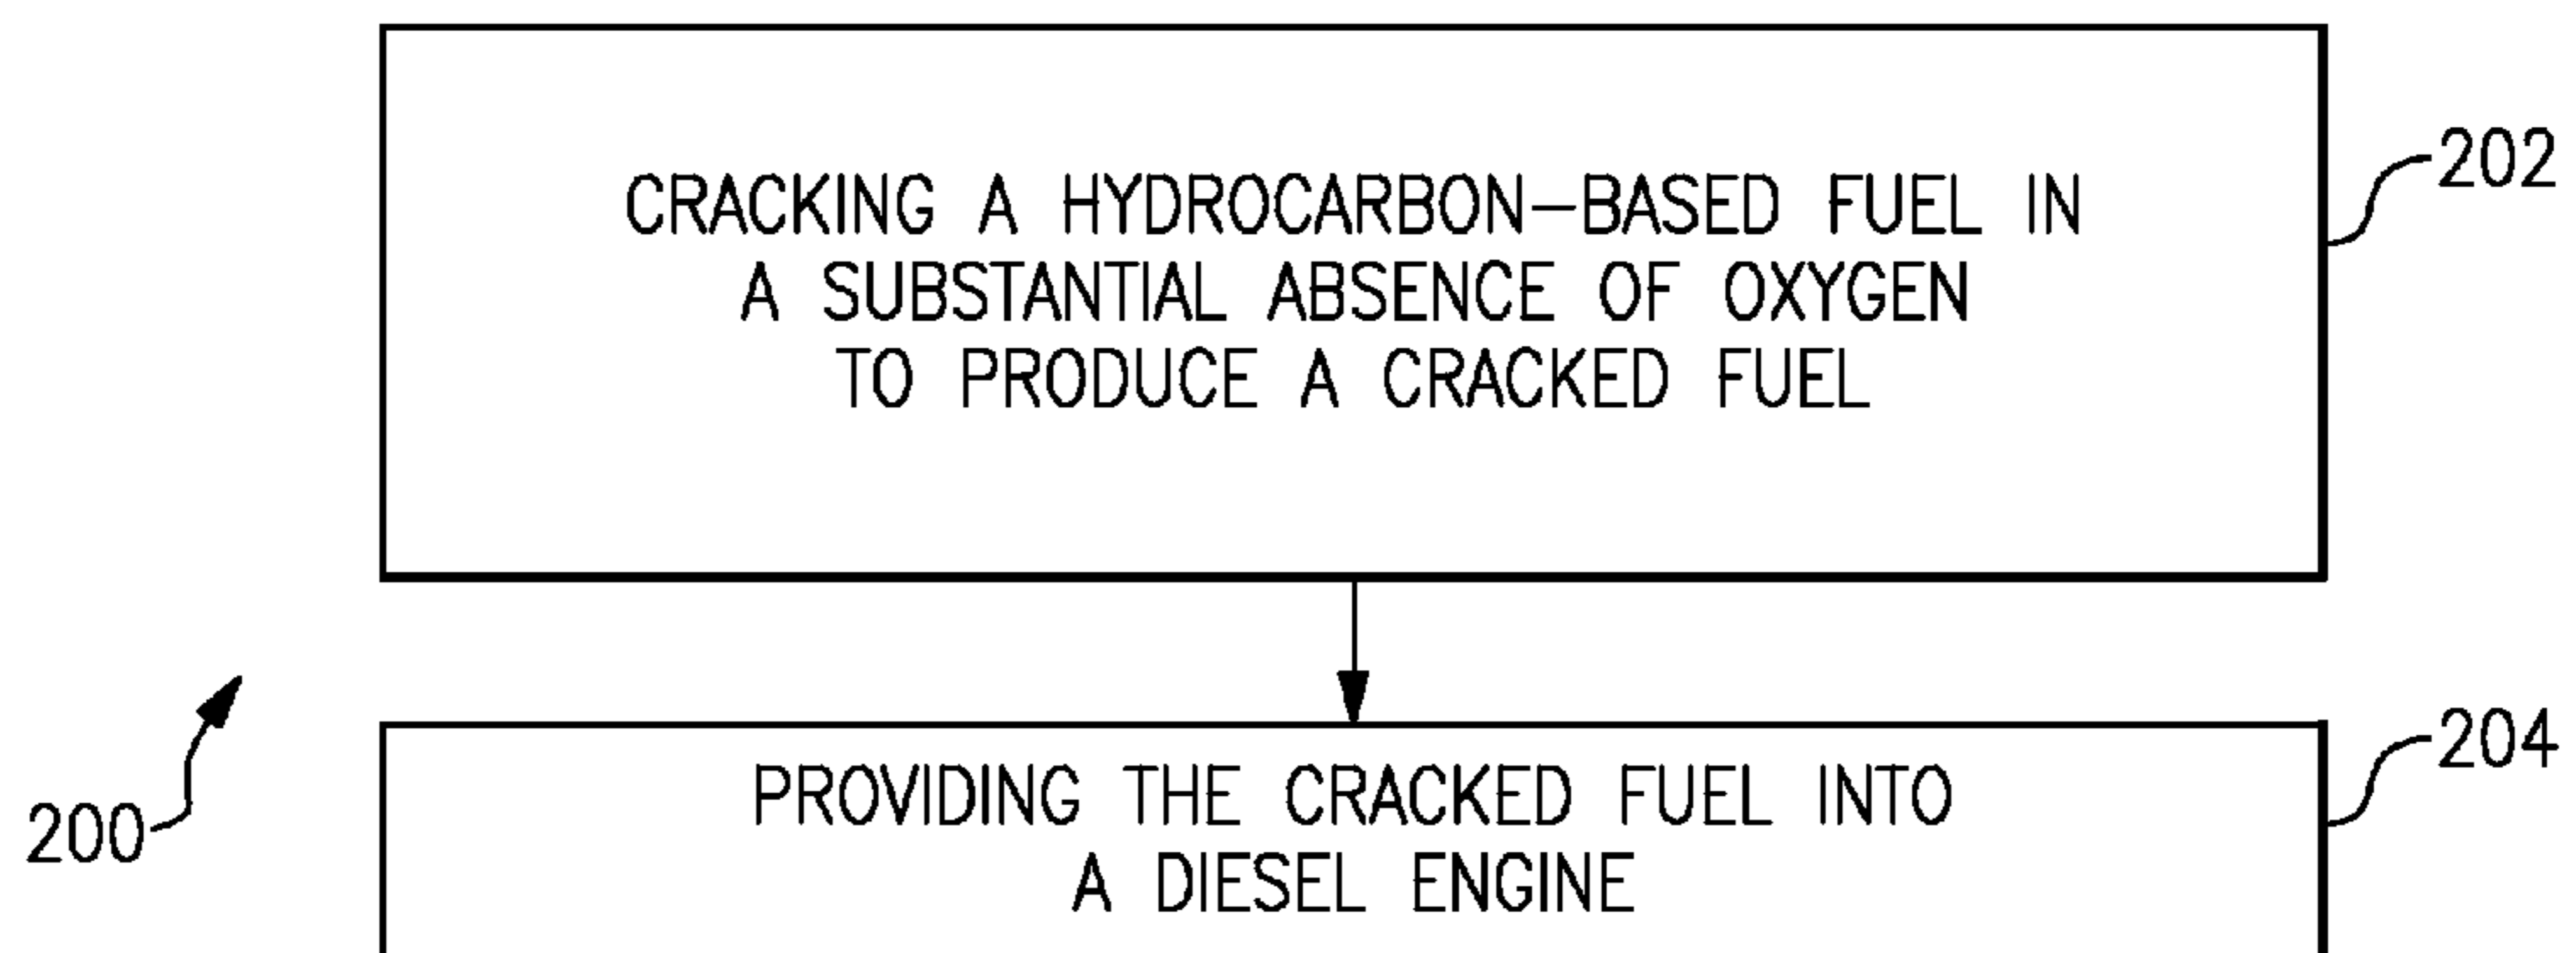 CRACKING A HYDROCARBON-BASED FUEL IN
A SUBSTANTIAL ABSENCE OF OXYGEN
TO PRODUCE A CRACKED FUEL
202
200
PROVIDING THE CRACKED FUEL INTO
A DIESEL ENGINE
204